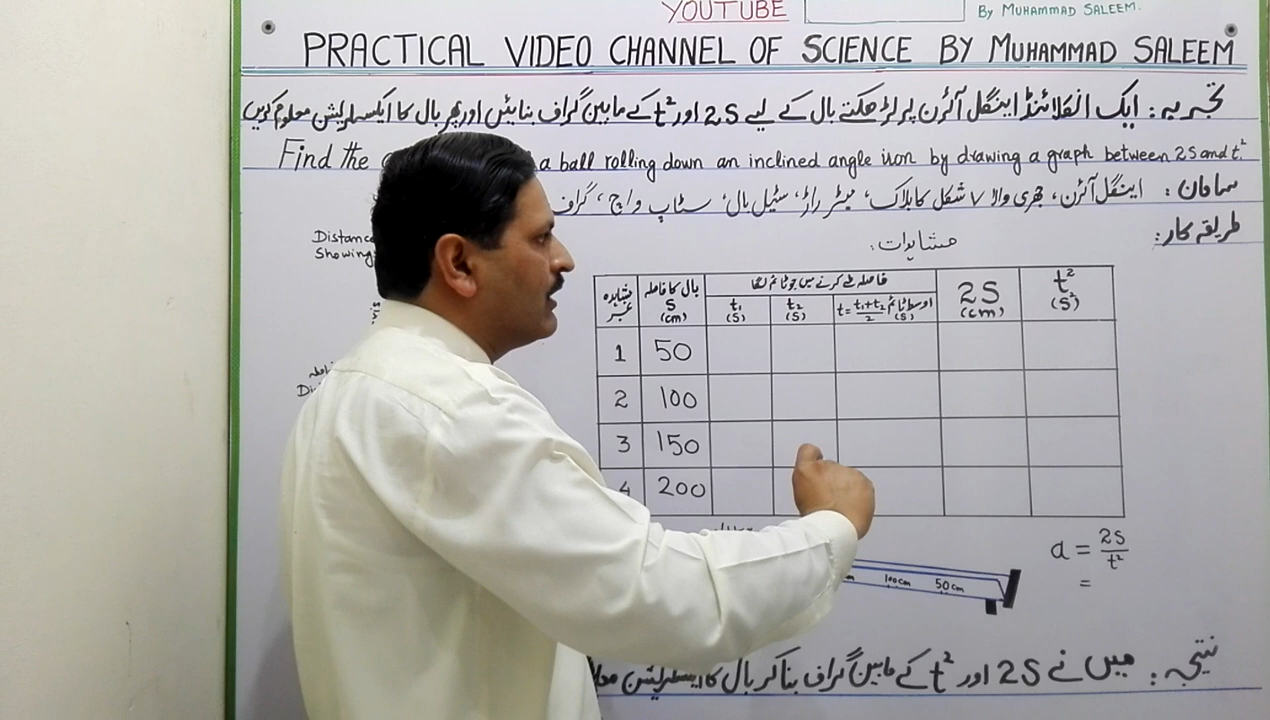 YOUTUBE
By MUHAMMAD SALEEM.
PRACTICAL VIDEO CHANNEL OF SCIENCE BY MUHAMMAD SALEEM
تجربہ: ایک انکلائنڈ اینگل آئرن پر لڑھکتے بال کے لیے 2S اور t² کے مابین گراف بنائیں اور پھر بال کا ایکسلریشن معلوم کریں
Find the a ball rolling down an inclined angle iron by drawing a graph between 2S and t².
سامان: اینگل آئرن، جھری والا V شکل کا بلاک، میٹر راڈ، سٹیل بال، سٹاپ واچ، گراف
طریقہ کار:
مشاہدات:
Distance
Showing
مشاہدہ نمبر
بال کا فاصلہ S (cm)
فاصلہ طے کرنے میں جو ٹائم لگا
t₁ (S)
t₂ (S)
اوسط ٹائم t = t₁+t₂/2 (S)
2S (cm)
t² (S²)
1 50
2 100
3 150
4 200
a = 2S/t²
=
100cm 50cm
نتیجہ: میں نے 2S اور t² کے مابین گراف بنا کر بال کا ایکسلریشن